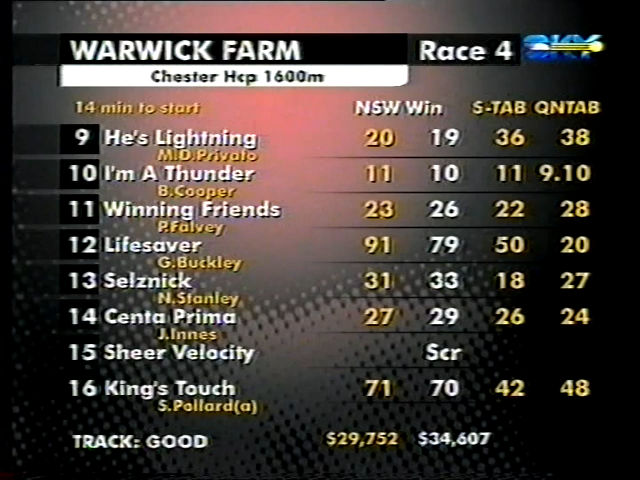 WARWICK FARM Race 4 SKY
Chester Hcp 1600m
14 min to start NSW Win S-TAB QNTAB
9 He's Lightning 20 19 36 38
M.D.Privato
10 I'm A Thunder 11 10 11 9.10
B.Cooper
11 Winning Friends 23 26 22 28
P.Falvey
12 Lifesaver 91 79 50 20
G.Buckley
13 Selznick 31 33 18 27
N.Stanley
14 Centa Prima 27 29 26 24
J.Innes
15 Sheer Velocity Scr
16 King's Touch 71 70 42 48
S.Pollard(a)
TRACK: GOOD $29,752 $34,607